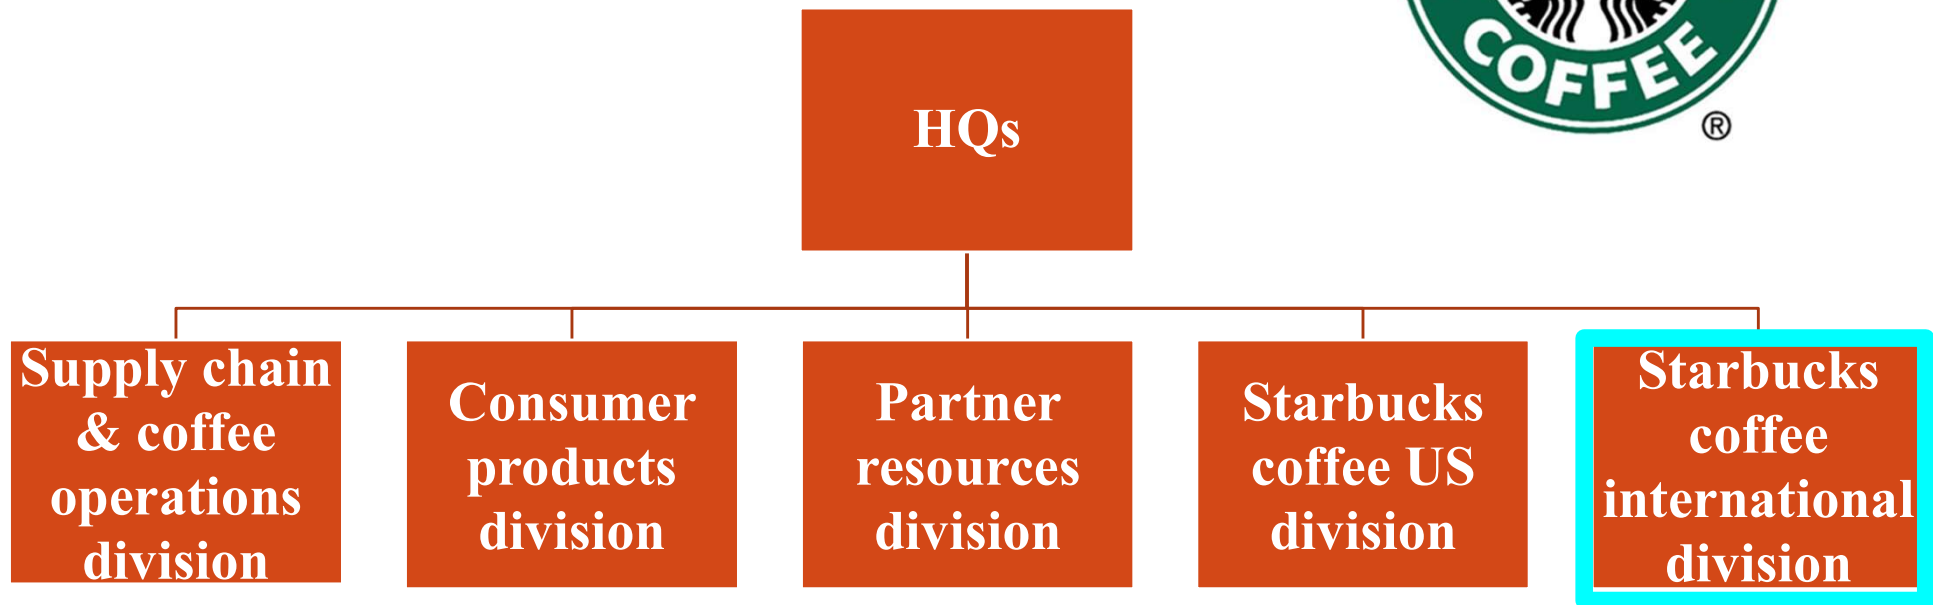 COFFEE
®
HQs
Supply chain
& coffee
operations
division
Consumer
products
division
Partner
resources
division
Starbucks
coffee US
division
Starbucks
coffee
international
division